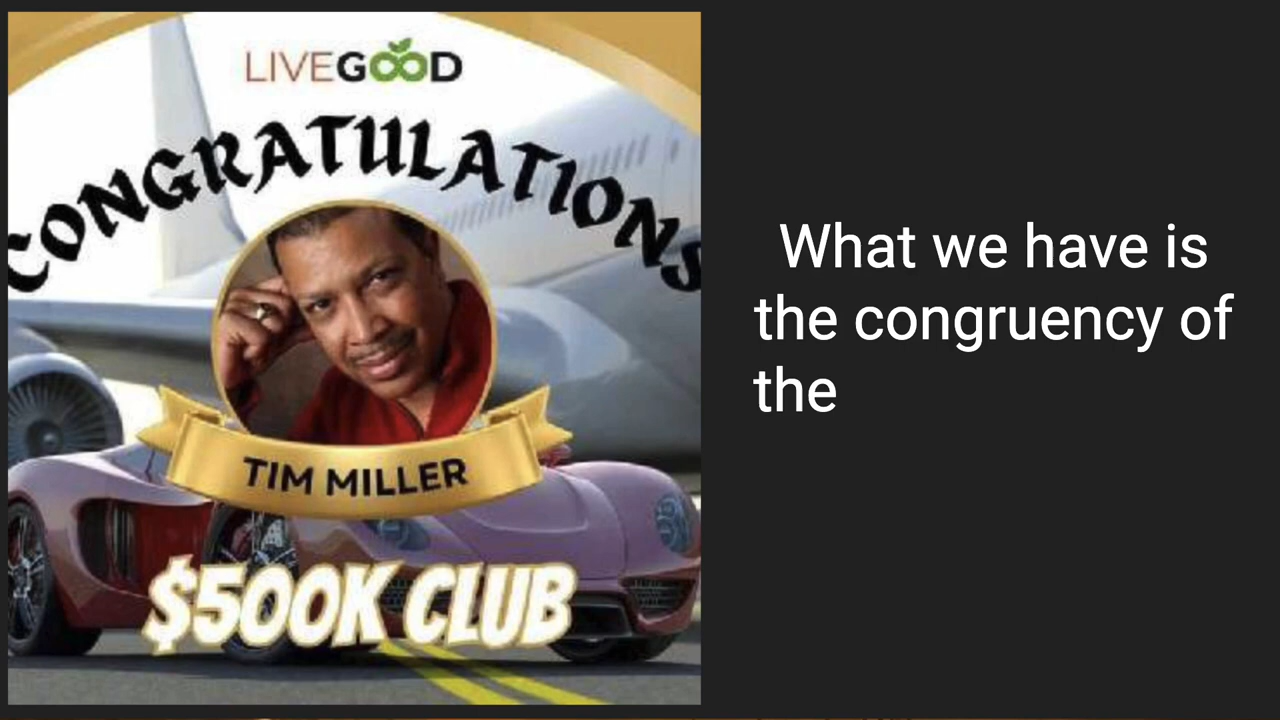 LIVEGOOD
CONGRATULATIONS
TIM MILLER
$500K CLUB
What we have is
the congruency of
the